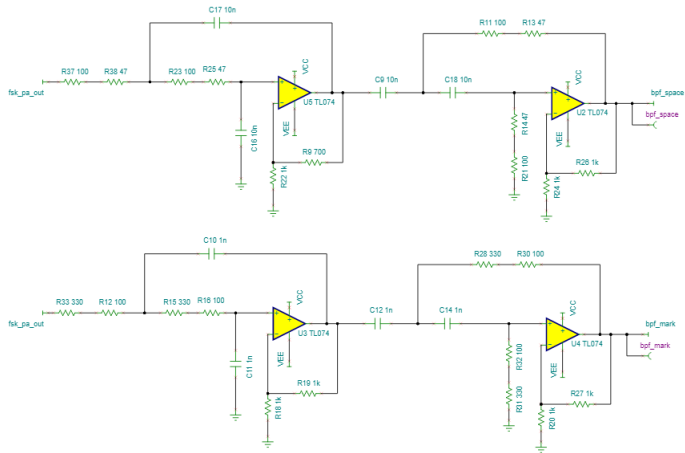 C17 10n
R11 100 R13 47
R37 100 R38 47 R23 100 R25 47
VCC
C9 10n C18 10n
VCC
fsk_pa_out
U5 TL074
U2 TL074
bpf_space
bpf_space
C16 10n
VEE
R14 47
VEE
R9 700
R22 1k
R21 100
R26 1k
R24 1k
C10 1n
R28 330 R30 100
R33 330 R12 100 R15 330 R16 100
VCC
C12 1n C14 1n
VCC
fsk_pa_out
U3 TL074
U4 TL074
bpf_mark
bpf_mark
C11 1n
VEE
R32 100
VEE
R19 1k
R18 1k
R31 330
R27 1k
R20 1k